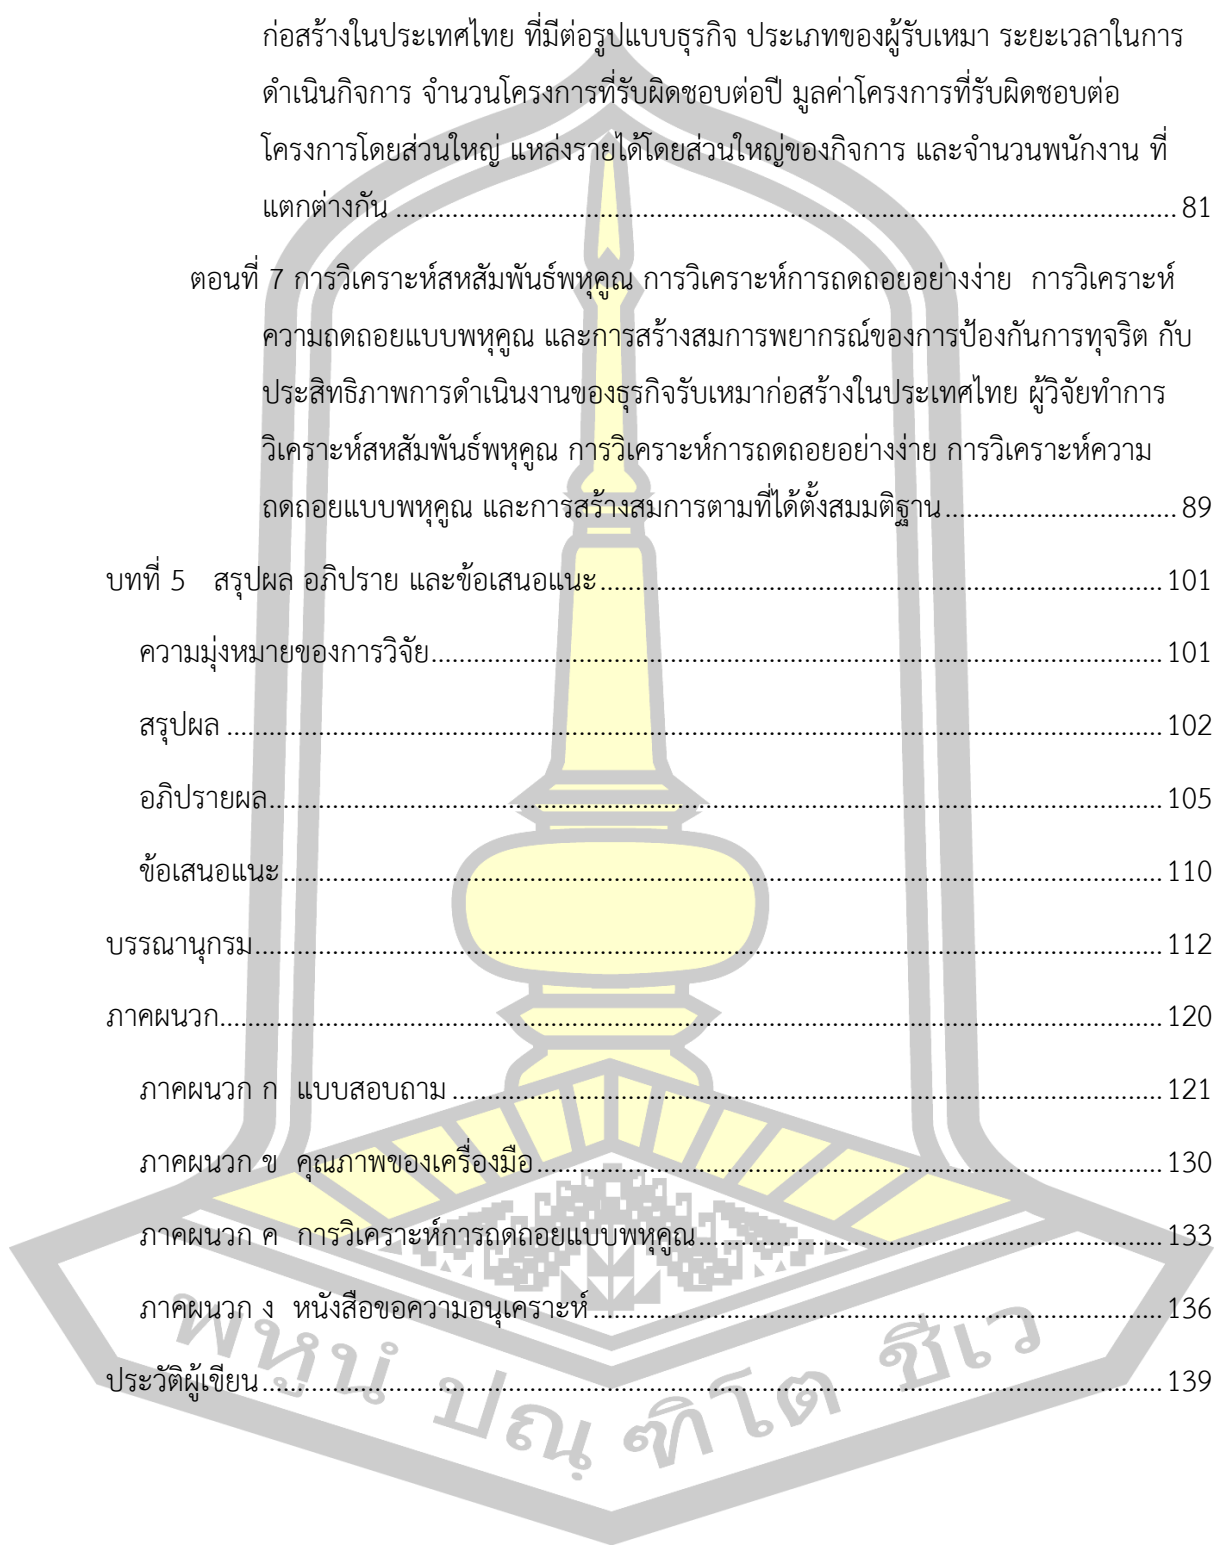 ก่อสร้างในประเทศไทย ที่มีต่อรูปแบบธุรกิจ ประเภทของผู้รับเหมา ระยะเวลาในการ
ดำเนินกิจการ จำนวนโครงการที่รับผิดชอบต่อปี มูลค่าโครงการที่รับผิดชอบต่อ
โครงการโดยส่วนใหญ่ แหล่งรายได้โดยส่วนใหญ่ของกิจการ และจำนวนพนักงาน ที่
แตกต่างกัน ........................................................................................... 81
ตอนที่ 7 การวิเคราะห์สหสัมพันธ์พหุคูณ การวิเคราะห์การถดถอยอย่างง่าย  การวิเคราะห์
ความถดถอยแบบพหุคูณ และการสร้างสมการพยากรณ์ของการป้องกันการทุจริต กับ
ประสิทธิภาพการดำเนินงานของธุรกิจรับเหมาก่อสร้างในประเทศไทย ผู้วิจัยทำการ
วิเคราะห์สหสัมพันธ์พหุคูณ การวิเคราะห์การถดถอยอย่างง่าย การวิเคราะห์ความ
ถดถอยแบบพหุคูณ และการสร้างสมการตามที่ได้ตั้งสมมติฐาน ........................... 89
บทที่ 5   สรุปผล อภิปราย และข้อเสนอแนะ ................................................................. 101
ความมุ่งหมายของการวิจัย..................................................................................... 101
สรุปผล ............................................................................................................. 102
อภิปรายผล........................................................................................................ 105
ข้อเสนอแนะ ...................................................................................................... 110
บรรณานุกรม......................................................................................................... 112
ภาคผนวก............................................................................................................. 120
ภาคผนวก ก  แบบสอบถาม .................................................................................. 121
ภาคผนวก ข  คุณภาพของเครื่องมือ ........................................................................ 130
ภาคผนวก ค  การวิเคราะห์การถดถอยแบบพหุคูณ ..................................................... 133
ภาคผนวก ง  หนังสือขอความอนุเคราะห์ .................................................................. 136
ประวัติผู้เขียน ........................................................................................................ 139
พหูนํ ปณฺฑิโต ชีเว